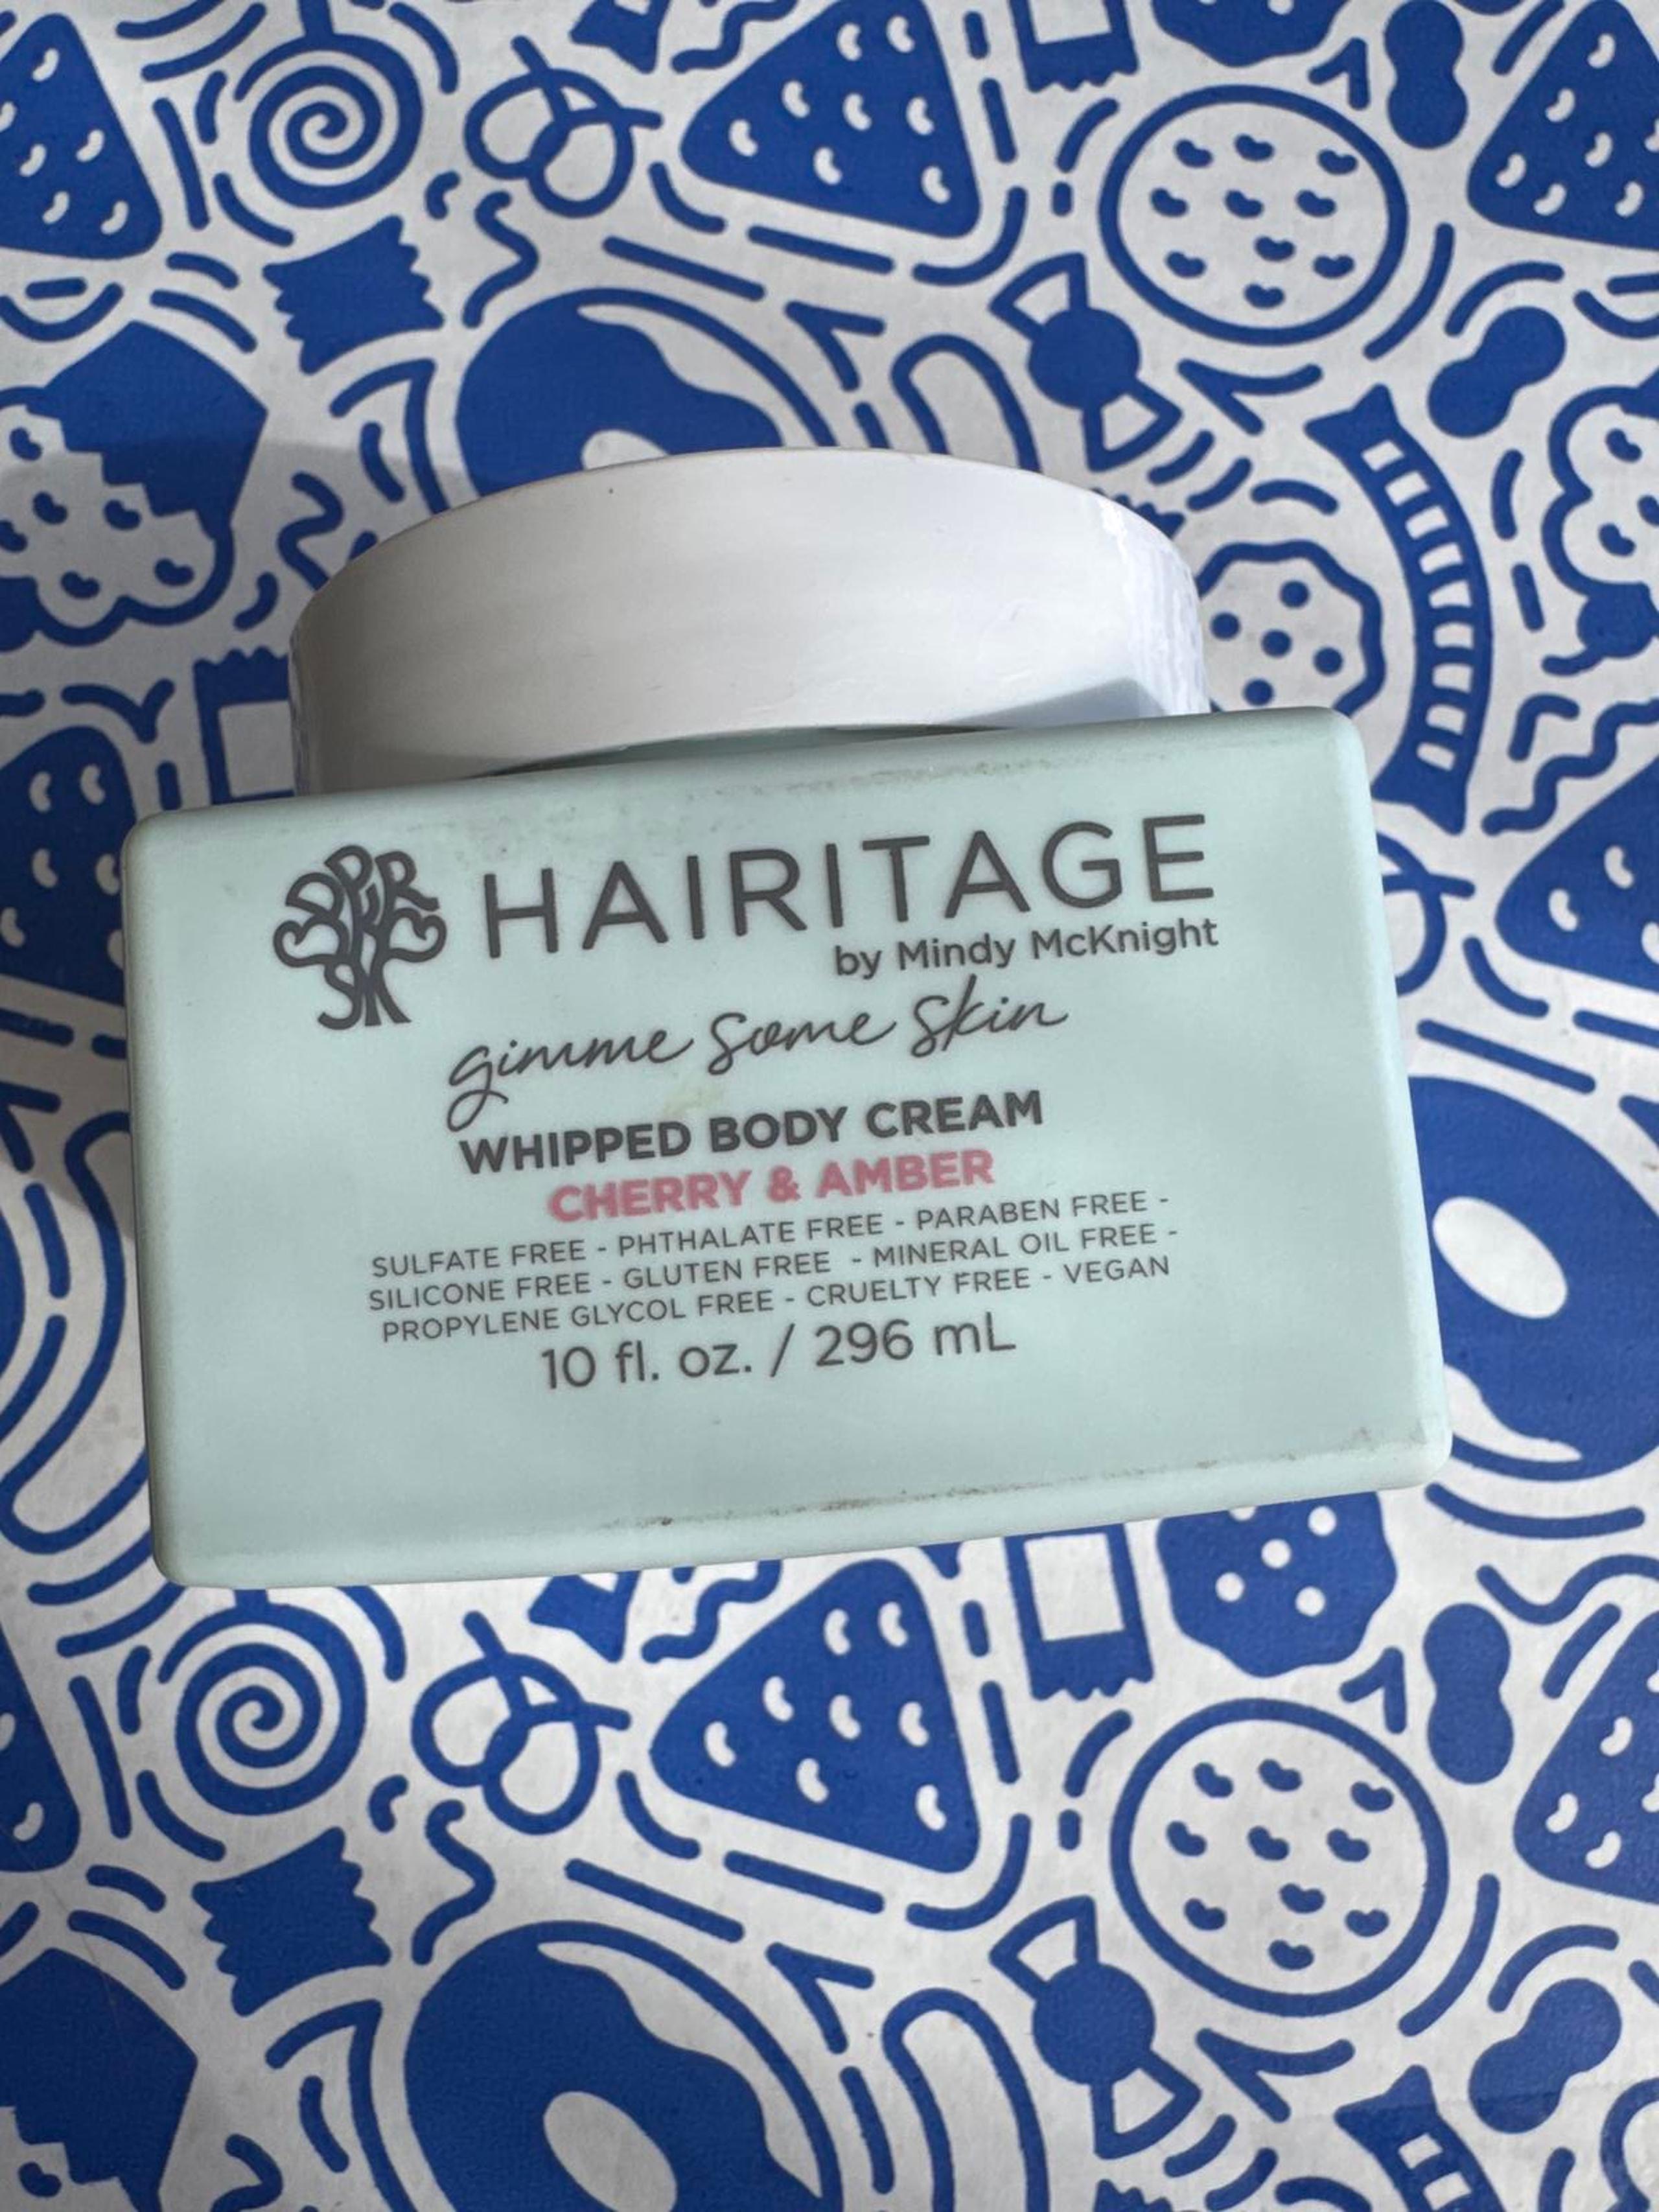 HAIRITAGE
by Mindy McKnight
gimme some skin
WHIPPED BODY CREAM
CHERRY & AMBER
SULFATE FREE - PHTHALATE FREE - PARABEN FREE -
SILICONE FREE - GLUTEN FREE - MINERAL OIL FREE -
PROPYLENE GLYCOL FREE - CRUELTY FREE - VEGAN
10 fl. oz. / 296 mL